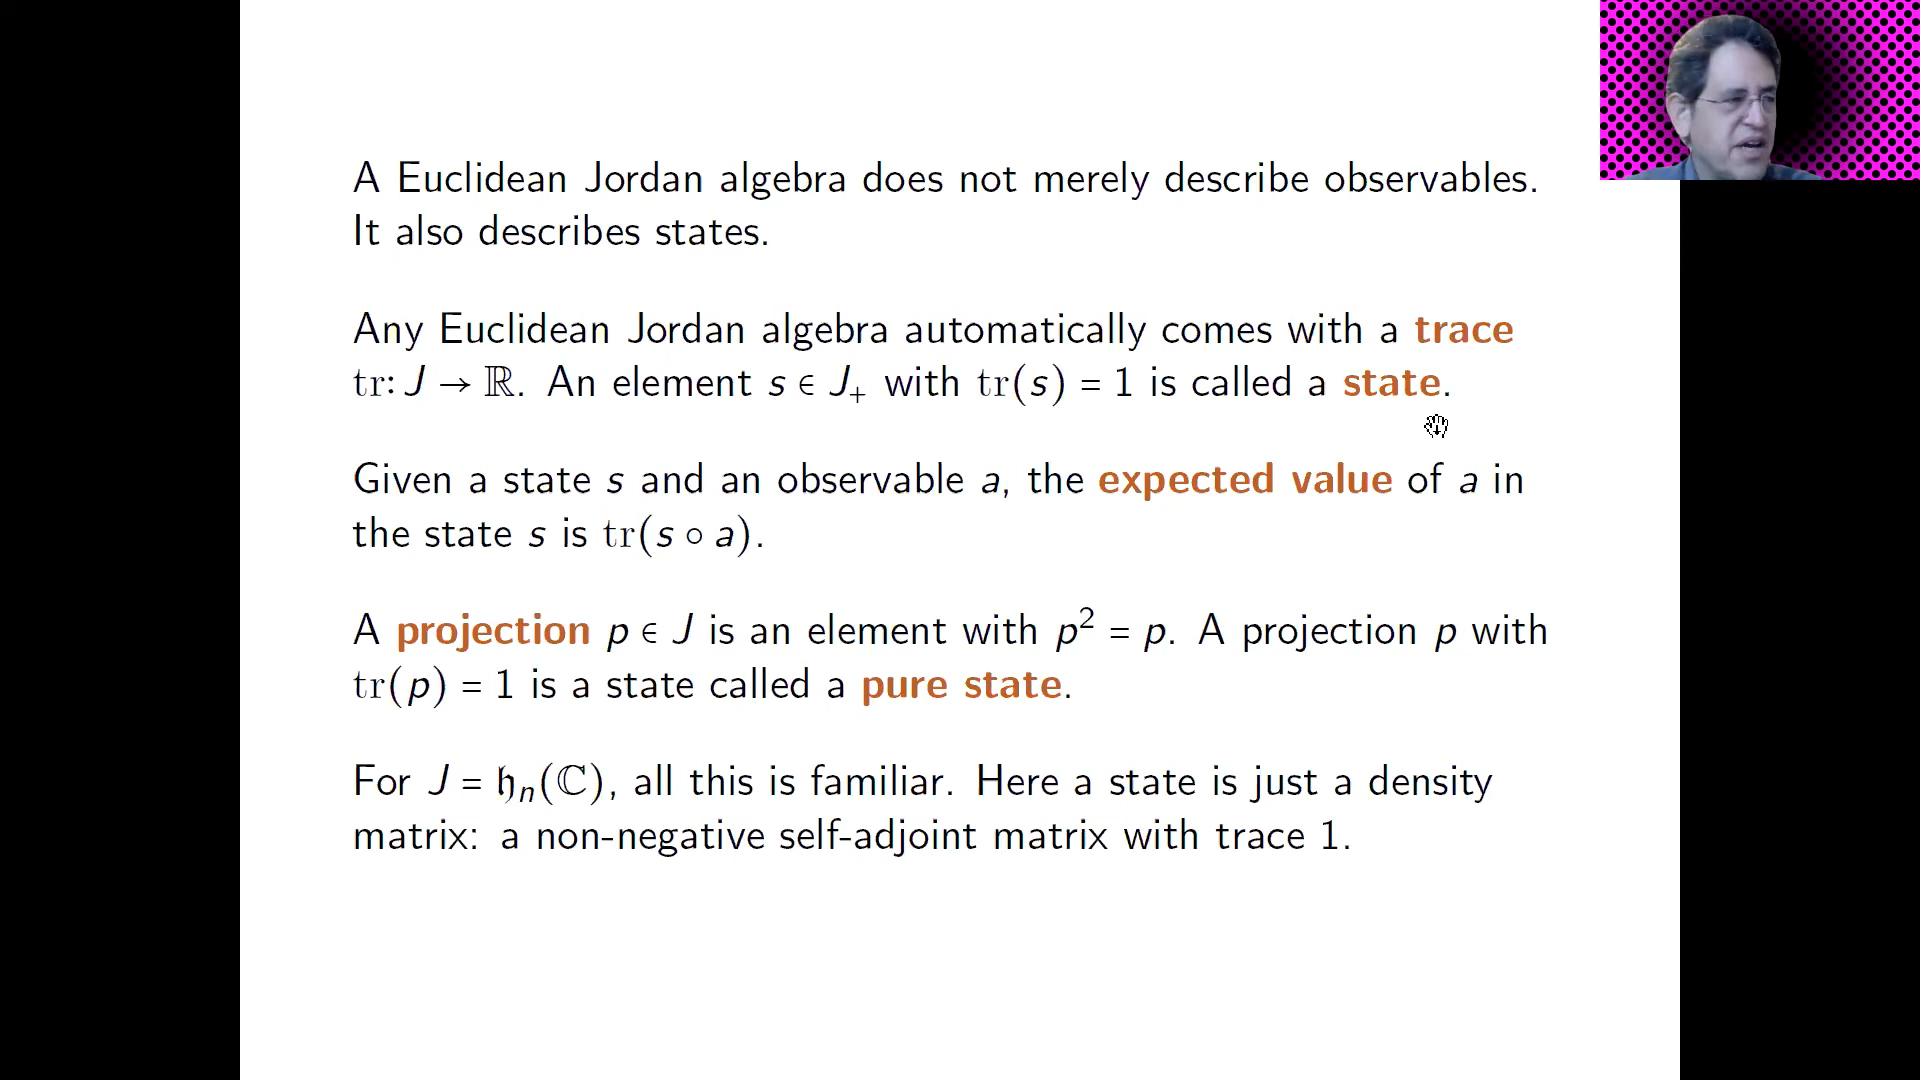 A Euclidean Jordan algebra does not merely describe observables.
It also describes states.
Any Euclidean Jordan algebra automatically comes with a trace
tr: J → ℝ. An element s ∈ J₊ with tr(s) = 1 is called a state.
Given a state s and an observable a, the expected value of a in
the state s is tr(s ∘ a).
A projection p ∈ J is an element with p² = p. A projection p with
tr(p) = 1 is a state called a pure state.
For J = 𝔥ₙ(ℂ), all this is familiar. Here a state is just a density
matrix: a non-negative self-adjoint matrix with trace 1.